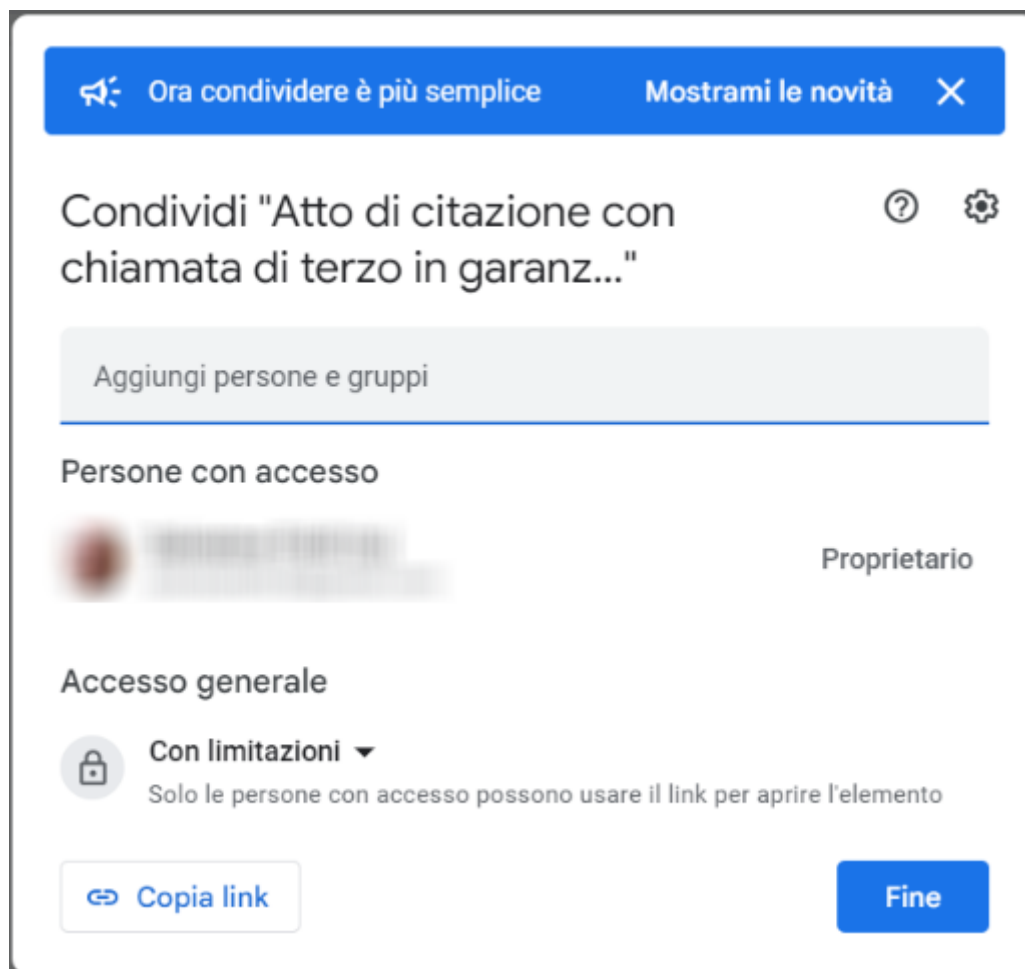 Ora condividere è più semplice Mostrami le novità
Condividi "Atto di citazione con
chiamata di terzo in garanz..."
Aggiungi persone e gruppi
Persone con accesso
Proprietario
Accesso generale
Con limitazioni
Solo le persone con accesso possono usare il link per aprire l'elemento
Copia link Fine